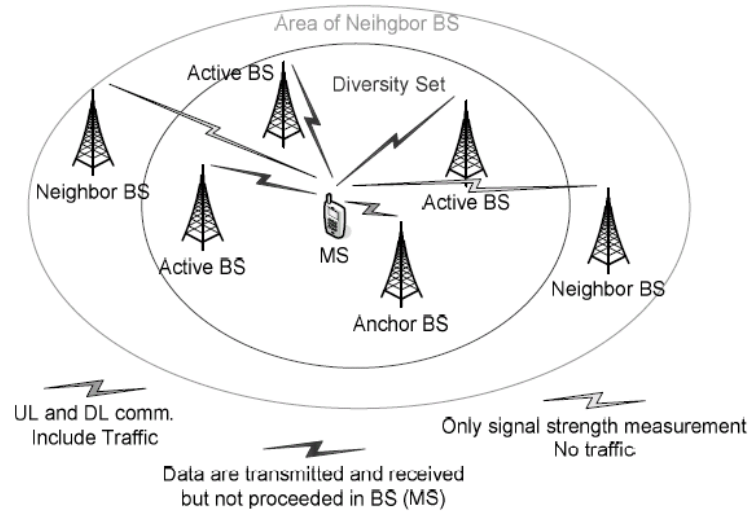 Area of Neihgbor BS
Active BS
Diversity Set
Neighbor BS
Active BS
MS
Active BS
Neighbor BS
Anchor BS
UL and DL comm.
Include Traffic
Only signal strength measurement
No traffic
Data are transmitted and received
but not proceeded in BS (MS)